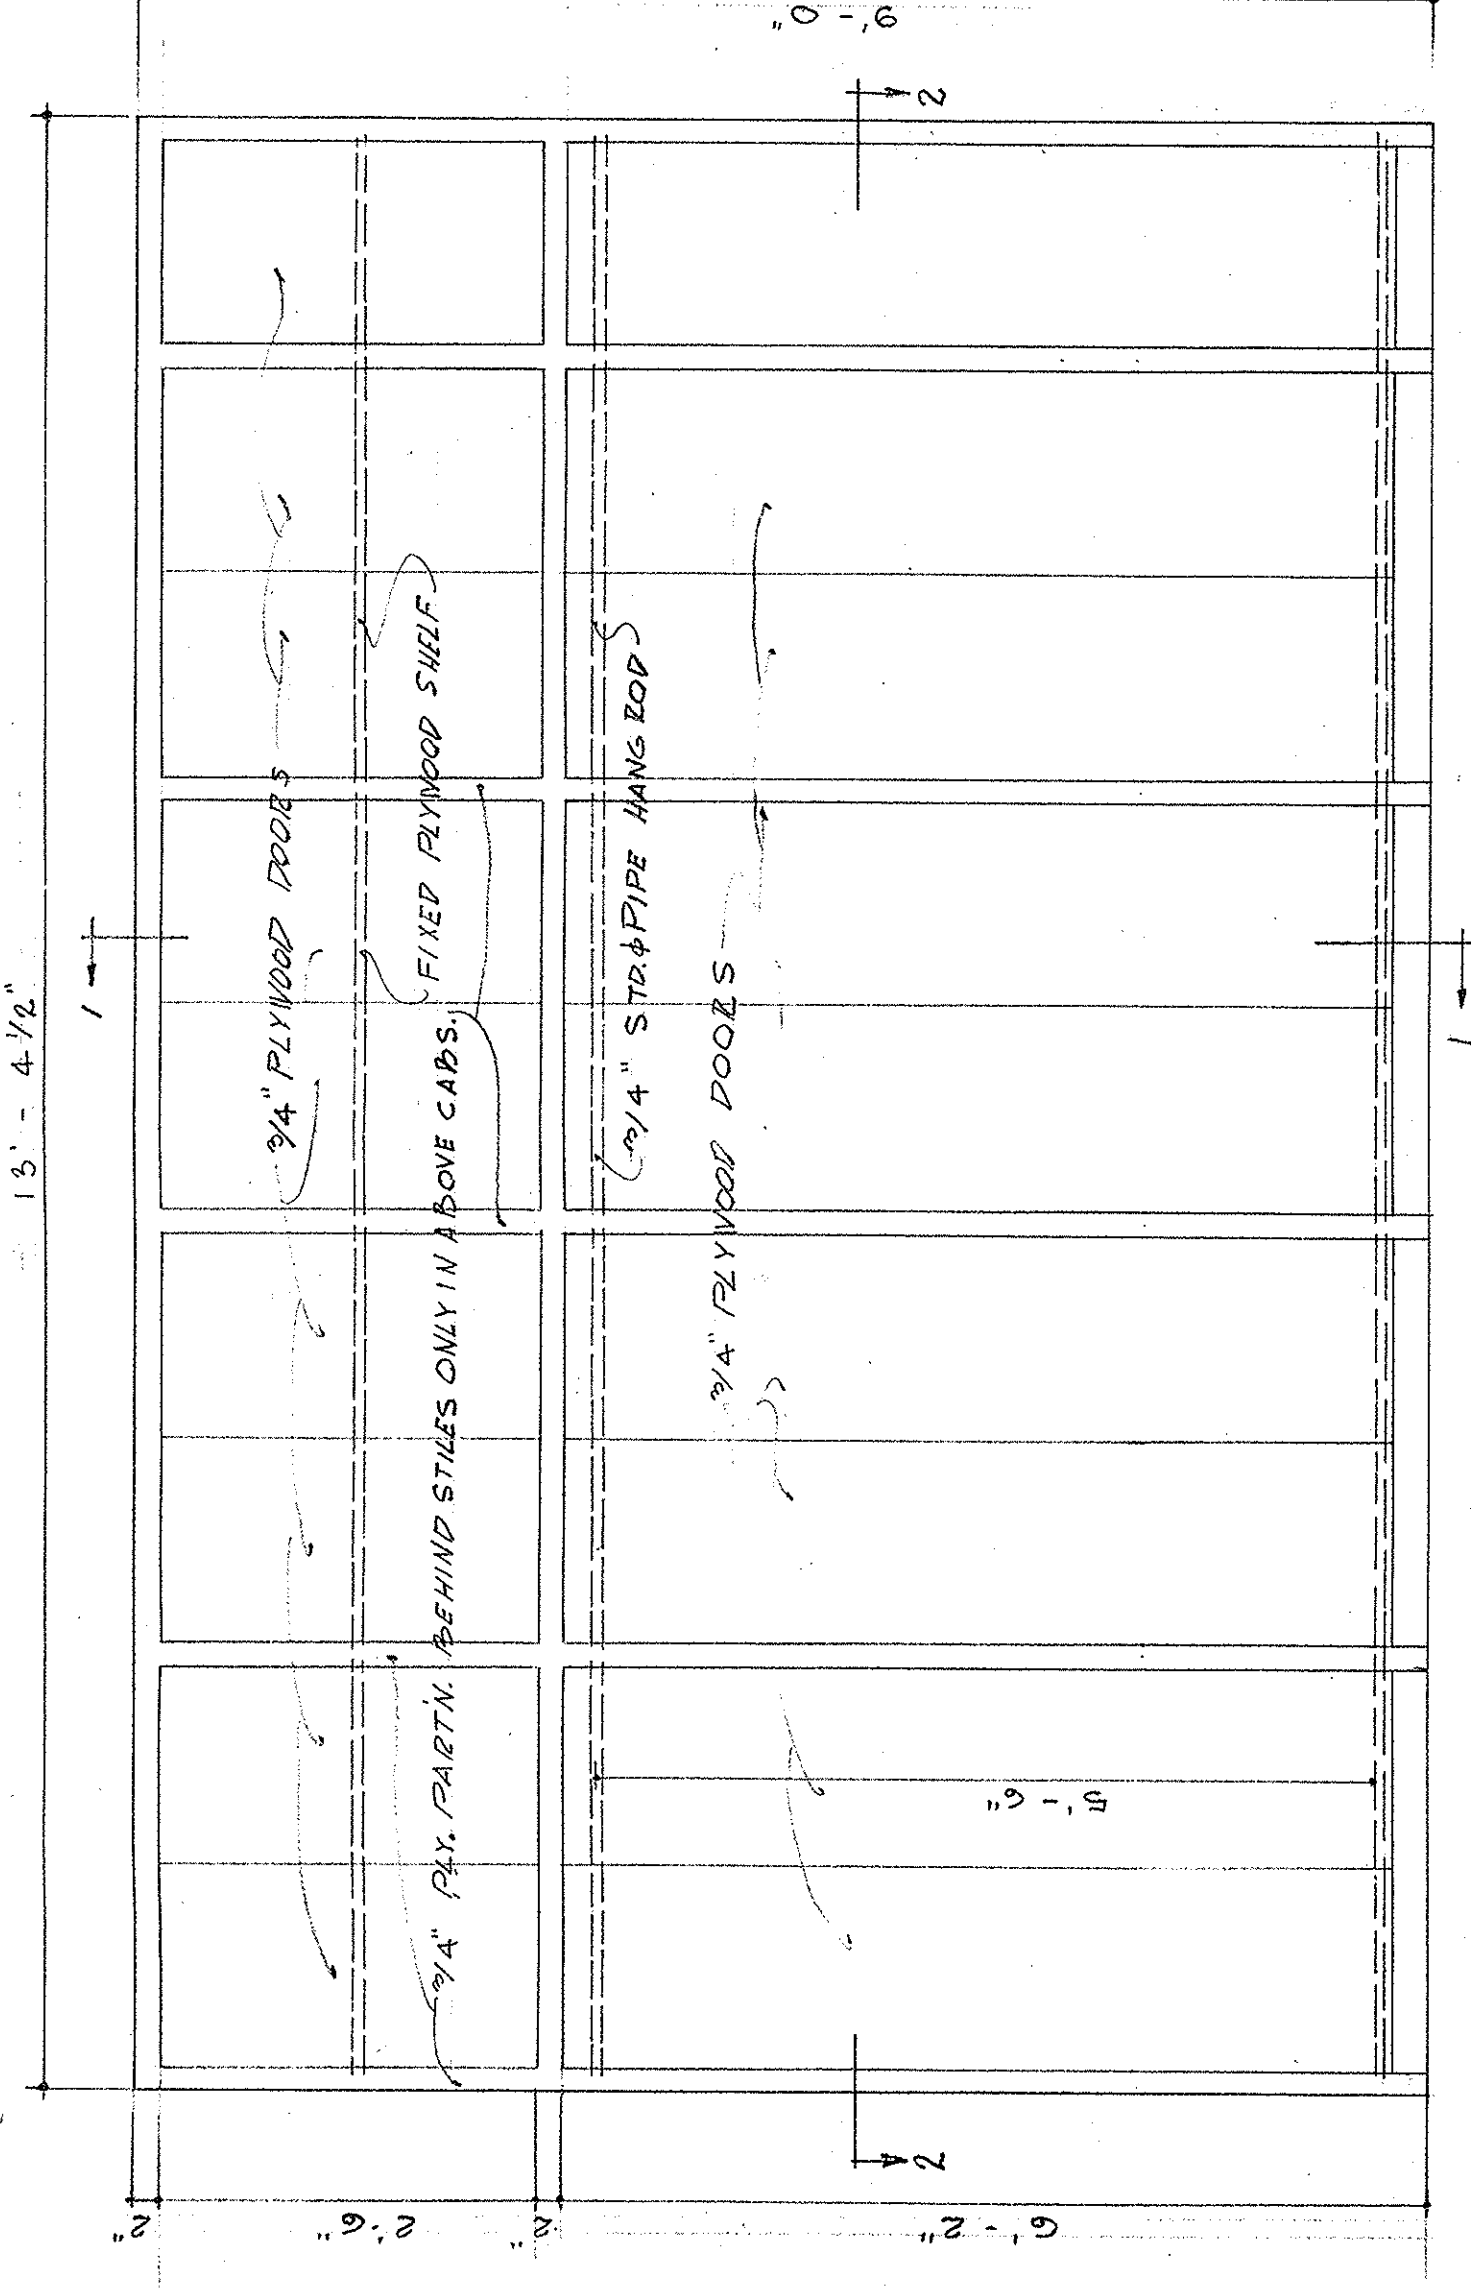 13' - 4 1/2"
1
3/4" PLYWOOD DOORS
FIXED PLYWOOD SHELF
3/4" PLY. PART'N. BEHIND STILES ONLY IN ABOVE CABS.
3/4" STD. ϕ PIPE HANG ROD
3/4" PLYWOOD DOORS
5' - 6"
2"
2'-6"
2"
6' - 2"
9' - 0"
2
2
1